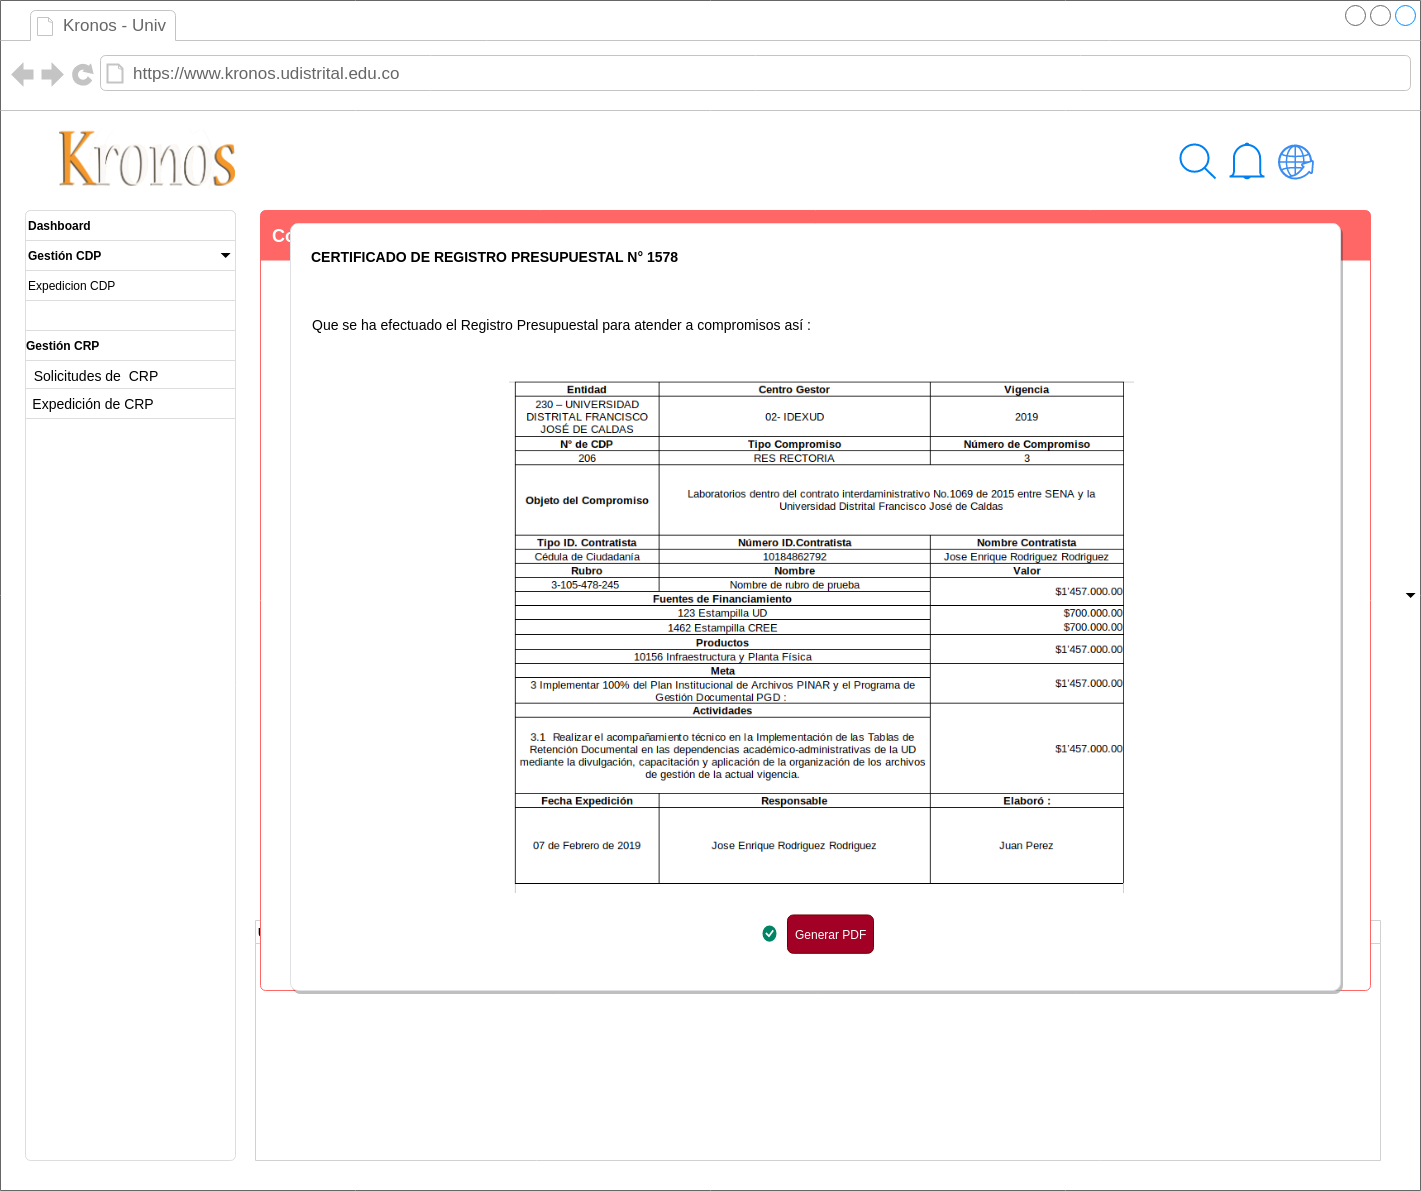 Kronos - Univ
https://www.kronos.udistrital.edu.co
Kronos
Dashboard
Gestión CDP
Expedicion CDP
Gestión CRP
Solicitudes de  CRP
Expedición de CRP
CERTIFICADO DE REGISTRO PRESUPUESTAL N° 1578
Que se ha efectuado el Registro Presupuestal para atender a compromisos así :
Entidad Centro Gestor Vigencia
230 – UNIVERSIDAD
DISTRITAL FRANCISCO
JOSÉ DE CALDAS
02- IDEXUD
2019
N° de CDP Tipo Compromiso Número de Compromiso
206 RES RECTORIA 3
Objeto del Compromiso
Laboratorios dentro del contrato interdaministrativo No.1069 de 2015 entre SENA y la
Universidad Distrital Francisco José de Caldas
Tipo ID. Contratista Número ID.Contratista Nombre Contratista
Cédula de Ciudadanía 10184862792 Jose Enrique Rodriguez Rodriguez
Rubro Nombre Valor
3-105-478-245 Nombre de rubro de prueba
$1'457.000.00
Fuentes de Financiamiento
123 Estampilla UD $700.000.00
1462 Estampilla CREE $700.000.00
Productos
$1'457.000.00
10156 Infraestructura y Planta Física
Meta
$1'457.000.00
3 Implementar 100% del Plan Institucional de Archivos PINAR y el Programa de
Gestión Documental PGD :
Actividades
3.1  Realizar el acompañamiento técnico en la Implementación de las Tablas de
Retención Documental en las dependencias académico-administrativas de la UD
mediante la divulgación, capacitación y aplicación de la organización de los archivos
de gestión de la actual vigencia.
$1'457.000.00
Fecha Expedición Responsable Elaboró :
07 de Febrero de 2019 Jose Enrique Rodriguez Rodriguez Juan Perez
Generar PDF